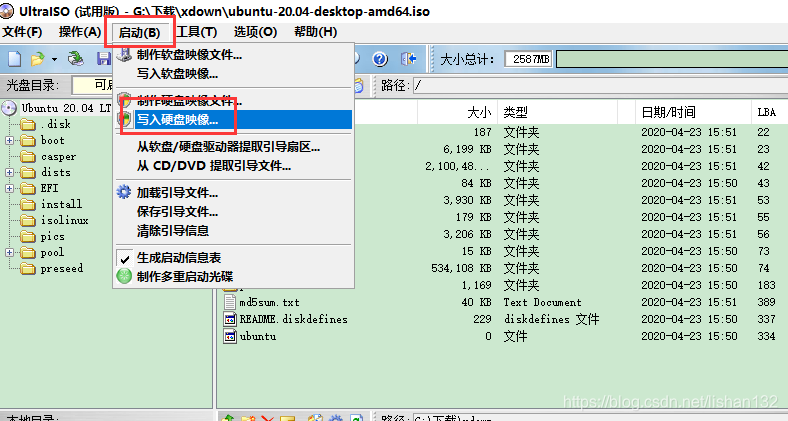 UltraISO (试用版) - G:\下载\xdown\ubuntu-20.04-desktop-amd64.iso
文件(F) 操作(A) 启动(B) 工具(T) 选项(O) 帮助(H)
大小总计: 2587MB
光盘目录: 可启 路径: /
制作软盘映像文件...
写入软盘映像...
制作硬盘映像文件...
写入硬盘映像...
从软盘/硬盘驱动器提取引导扇区...
从 CD/DVD 提取引导文件...
加载引导文件...
保存引导文件...
清除引导信息
生成启动信息表
制作多重启动光碟
Ubuntu 20.04 LT
.disk
boot
casper
dists
EFI
install
isolinux
pics
pool
preseed
大小 类型 日期/时间 LBA
187 文件夹 2020-04-23 15:51 22
6,199 KB 文件夹 2020-04-23 15:51 23
2,100,48... 文件夹 2020-04-23 15:51 42
84 KB 文件夹 2020-04-23 15:50 43
3,930 KB 文件夹 2020-04-23 15:51 53
179 文件夹 2020-04-23 15:51 55
3,206 KB 文件夹 2020-04-23 15:51 56
15 KB 文件夹 2020-04-23 15:50 73
534,108 KB 文件夹 2020-04-23 15:50 74
1,169 文件夹 2020-04-23 15:50 183
md5sum.txt 40 KB Text Document 2020-04-23 15:51 389
README.diskdefines 229 diskdefines 文件 2020-04-23 15:50 337
ubuntu 0 文件 2020-04-23 15:50 334
https://blog.csdn.net/lishan132
本地目录: 路径: G:\下载\xdown